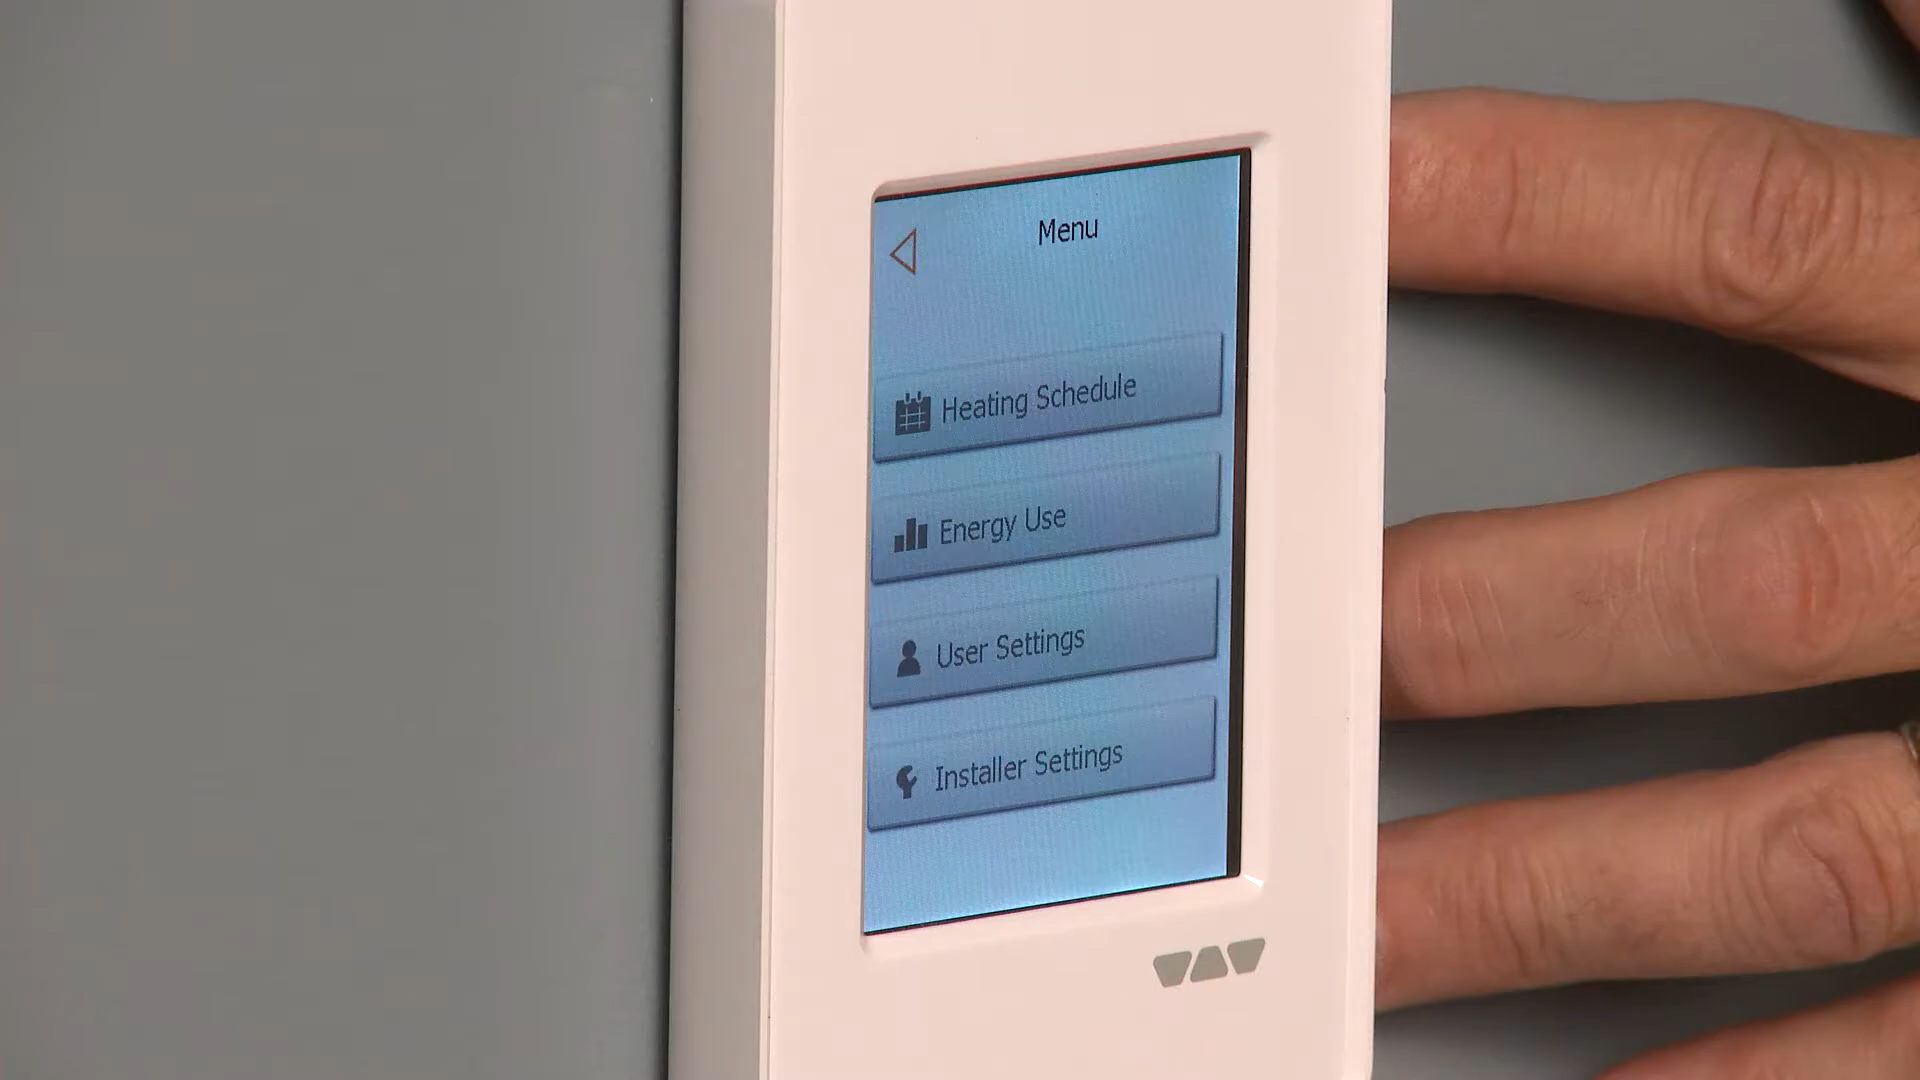 Menu
Heating Schedule
Energy Use
User Settings
Installer Settings